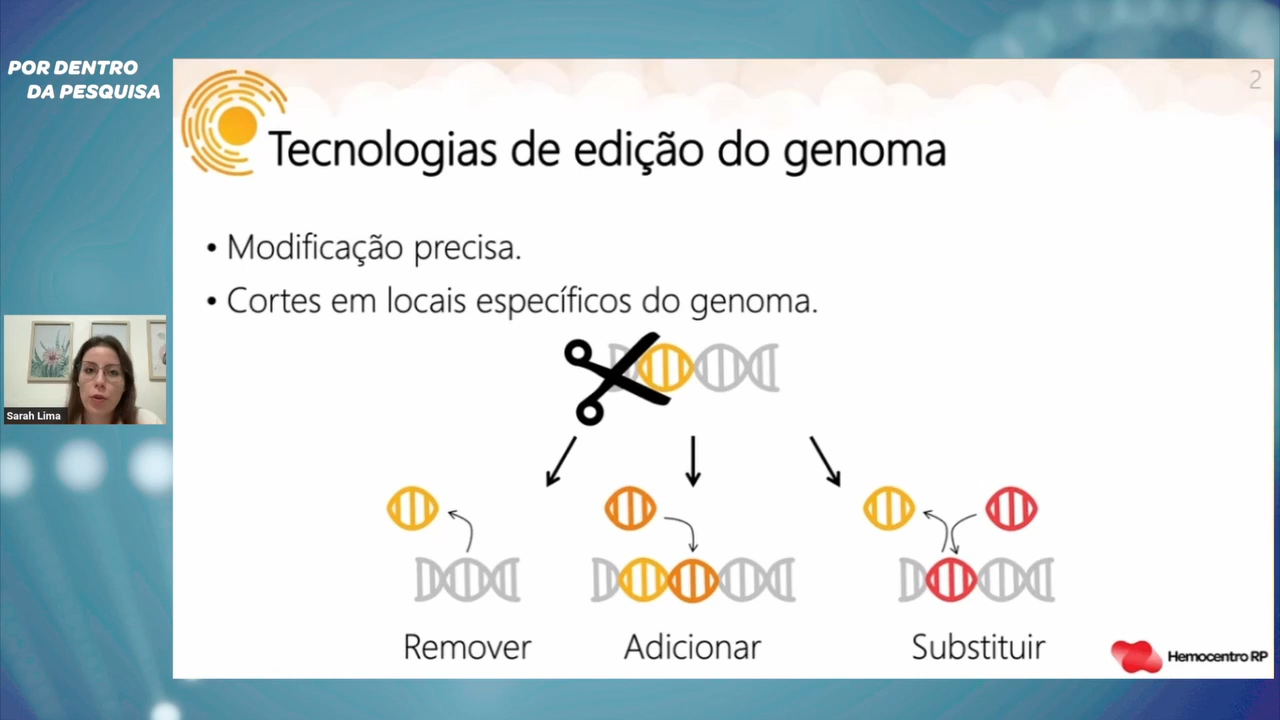 POR DENTRO
DA PESQUISA
2
Tecnologias de edição do genoma
• Modificação precisa.
• Cortes em locais específicos do genoma.
Sarah Lima
Remover
Adicionar
Substituir
Hemocentro RP